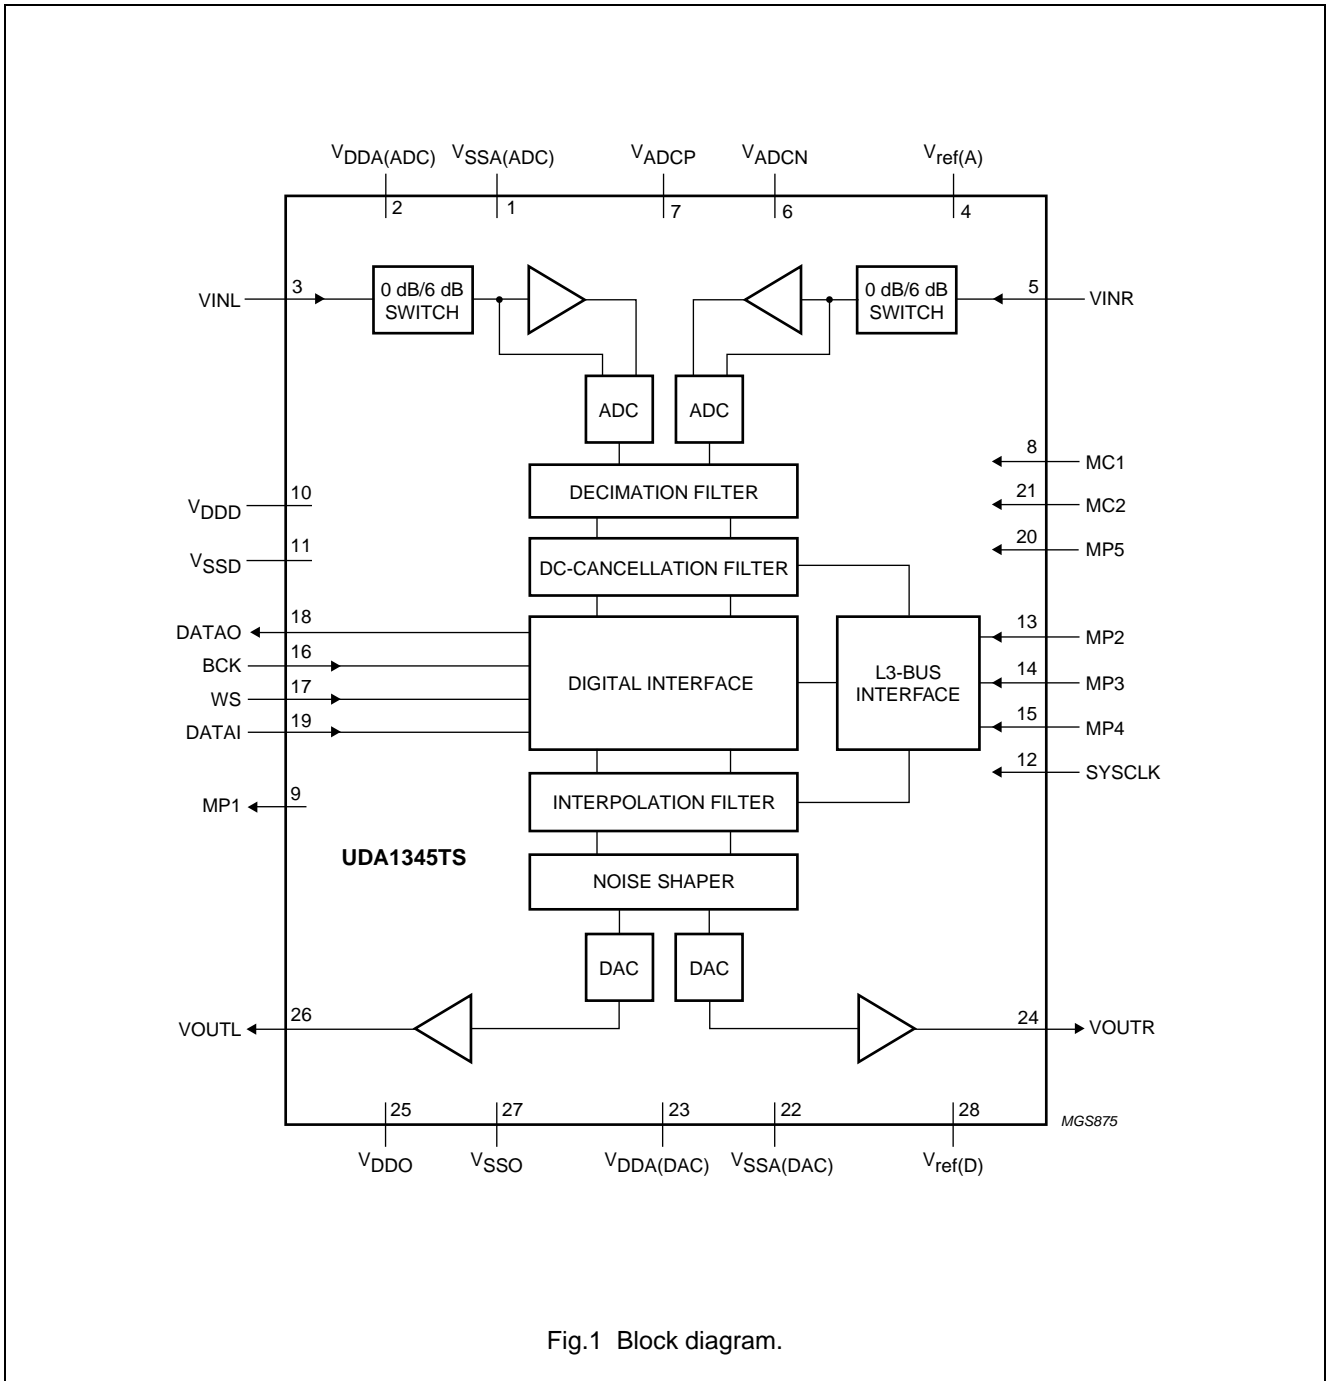 VDDA(ADC) VSSA(ADC) VADCP VADCN Vref(A)
2 1 7 6 4
VINL 3 0 dB/6 dB SWITCH 0 dB/6 dB SWITCH 5 VINR
ADC ADC
8 MC1
DECIMATION FILTER
10 VDDD
21 MC2
11 VSSD
20 MP5
DC-CANCELLATION FILTER
DATAO 18
BCK 16
WS 17
DATAI 19
DIGITAL INTERFACE
L3-BUS
INTERFACE
13 MP2
14 MP3
15 MP4
12 SYSCLK
MP1 9
INTERPOLATION FILTER
UDA1345TS
NOISE SHAPER
DAC DAC
VOUTL 26 24 VOUTR
25 27 23 22 28
MGS875
VDDO VSSO VDDA(DAC) VSSA(DAC) Vref(D)
Fig.1 Block diagram.